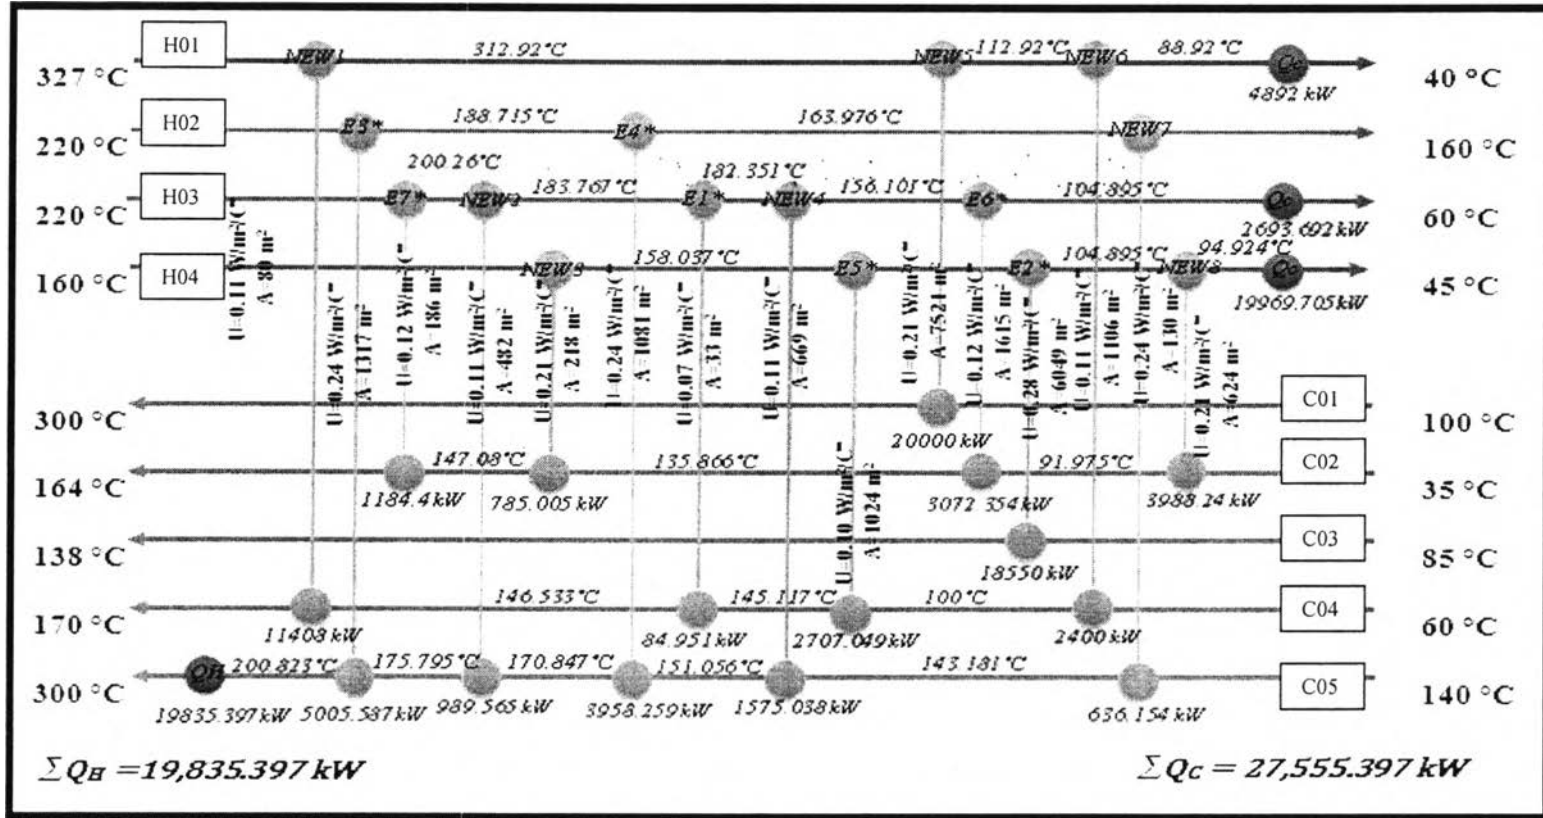 H01
327 °C
NEW1
312.92°C
NEW5
112.92°C
NEW6
88.92°C
Qc
4892 kW
40 °C
H02
220 °C
E3*
188.715°C
E4*
163.976°C
NEW7
160 °C
H03
220 °C
200.26°C
E7*
NEW2
183.767°C
E1*
182.351°C
NEW4
156.101°C
E6*
104.895°C
Qc
2693.692kW
60 °C
H04
160 °C
NEW3
158.037°C
E5*
E2*
104.895°C
NEW8
94.924°C
Qc
19969.705kW
45 °C
U=0.11 W/m²/C°
A=80 m²
U=0.24 W/m²/C°
A=1317 m²
U=0.12 W/m²/C°
A=186 m²
U=0.11 W/m²/C°
A=482 m²
U=0.21 W/m²/C°
A=218 m²
U=0.24 W/m²/C°
A=1081 m²
U=0.07 W/m²/C°
A=33 m²
U=0.11 W/m²/C°
A=669 m²
U=0.10 W/m²/C°
A=1024 m²
U=0.21 W/m²/C°
A=7521 m²
U=0.12 W/m²/C°
A=1615 m²
U=0.28 W/m²/C°
A=6049 m²
U=0.11 W/m²/C°
A=1106 m²
U=0.24 W/m²/C°
A=130 m²
U=0.21 W/m²/C°
A=624 m²
300 °C
20000 kW
C01
100 °C
164 °C
147.08°C
135.866°C
91.975°C
1184.4 kW
785.005 kW
3072.354 kW
3988.24 kW
C02
35 °C
138 °C
18550 kW
C03
85 °C
170 °C
146.533°C
145.117°C
100°C
11408 kW
84.951 kW
2707.049 kW
2400 kW
C04
60 °C
300 °C
QH
200.823°C
175.795°C
170.847°C
151.056°C
143.181°C
19835.397 kW
5005.587 kW
989.565 kW
3958.259 kW
1575.038 kW
636.154 kW
C05
140 °C
∑QH =19,835.397 kW
∑Qc = 27,555.397 kW